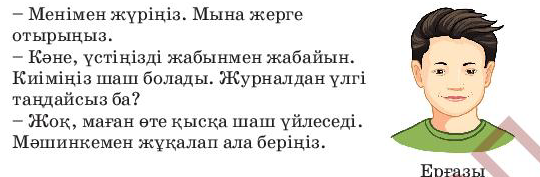 – Менімен жүріңіз. Мына жерге
отырыңыз.
– Кәне, үстіңізді жабынмен жабайын.
Киіміңіз шаш болады. Журналдан үлгі
таңдайсыз ба?
– Жоқ, маған өте қысқа шаш үйлеседі.
Мәшинкемен жұқалап ала беріңіз.
Ерғазы